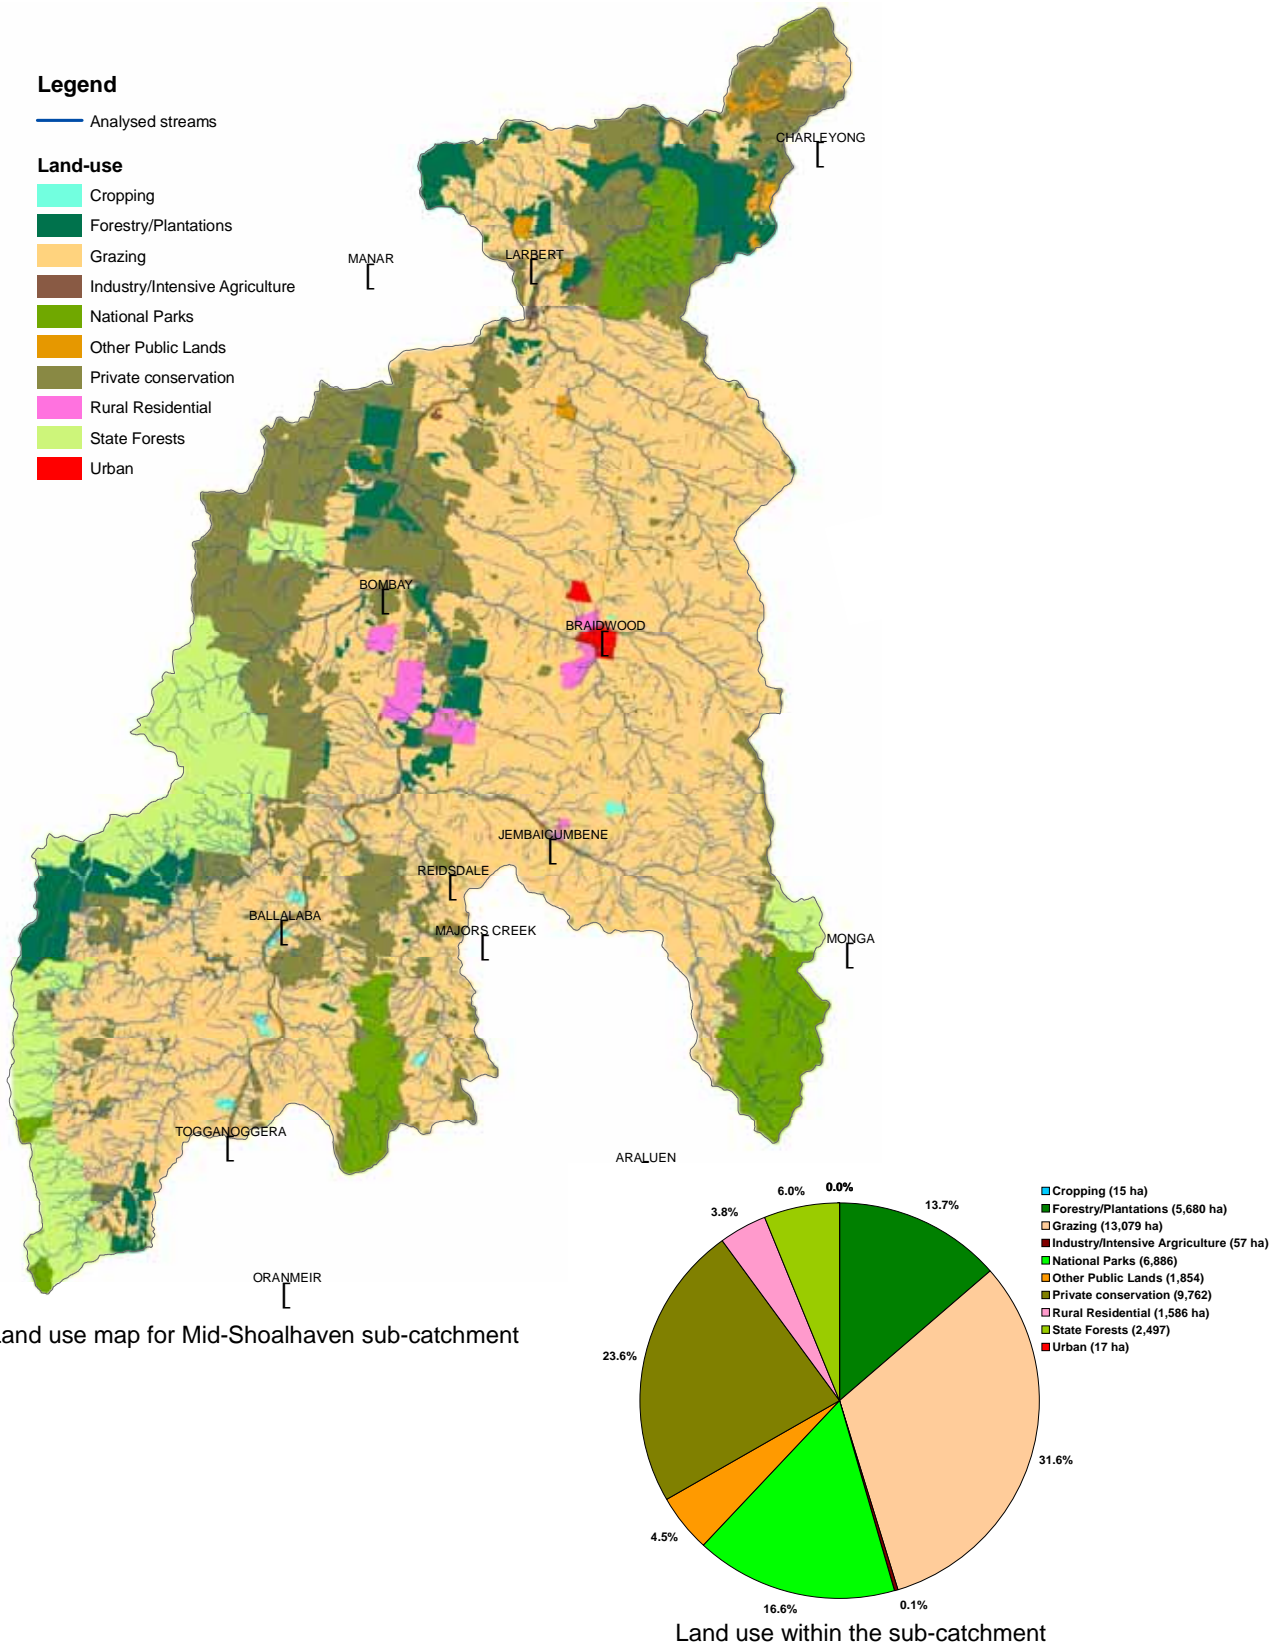 Legend
Analysed streams
Land-use
Cropping
Forestry/Plantations
Grazing
Industry/Intensive Agriculture
National Parks
Other Public Lands
Private conservation
Rural Residential
State Forests
Urban
CHARLEYONG
MANAR
LARBERT
BOMBAY
BRAIDWOOD
JEMBAICUMBENE
REIDSDALE
BALLALABA
MAJORS CREEK
MONGA
TOGGANOGGERA
ARALUEN
ORANMEIR
and use map for Mid-Shoalhaven sub-catchment
0.0%
6.0%
13.7%
3.8%
23.6%
31.6%
4.5%
16.6%
0.1%
Cropping (15 ha)
Forestry/Plantations (5,680 ha)
Grazing (13,079 ha)
Industry/Intensive Argriculture (57 ha)
National Parks (6,886)
Other Public Lands (1,854)
Private conservation (9,762)
Rural Residential (1,586 ha)
State Forests (2,497)
Urban (17 ha)
Land use within the sub-catchment